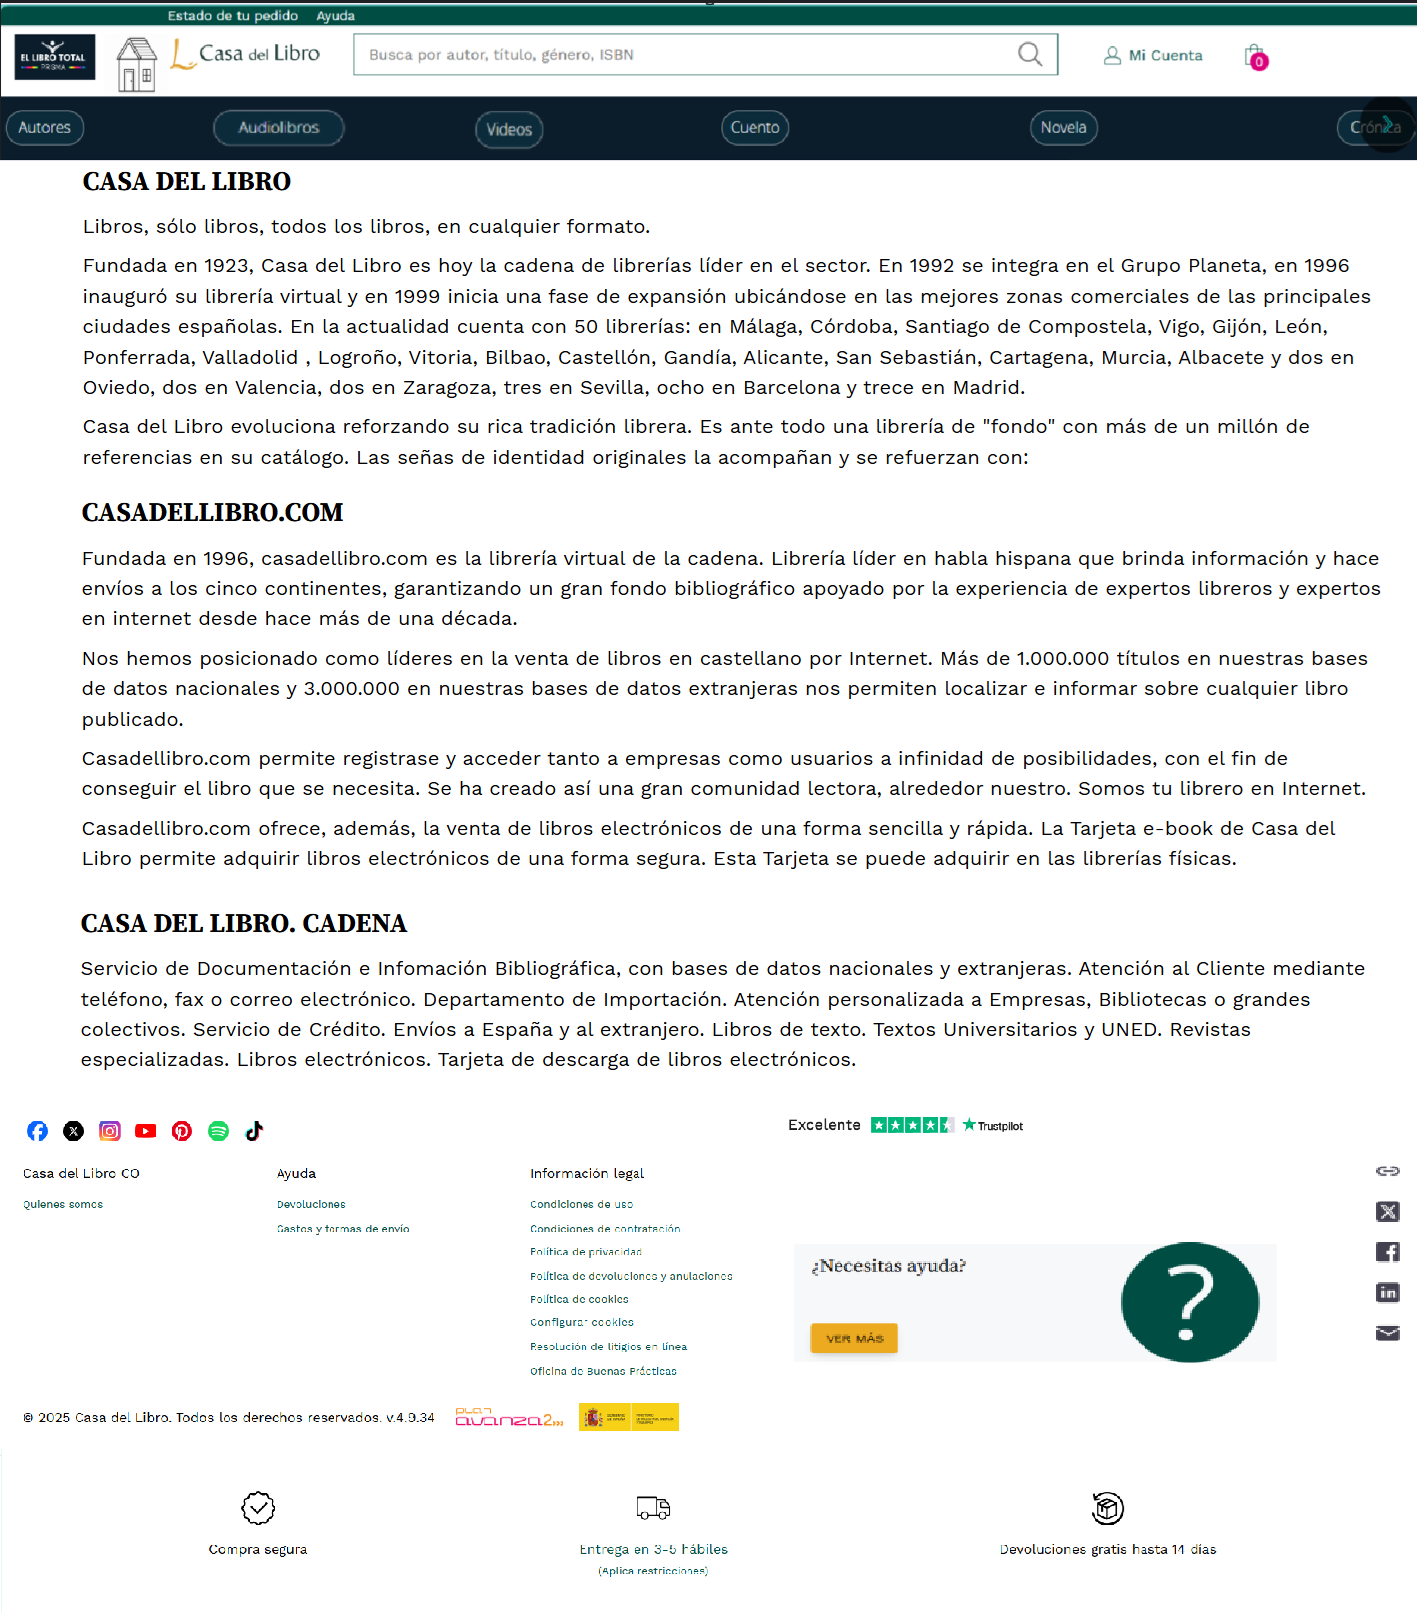 Estado de tu pedido Ayuda
EL LIBRO TOTAL
PRISMA
Casa del Libro
Busca por autor, título, género, ISBN
Mi Cuenta
0
Autores Audiolibros Videos Cuento Novela Crónica
CASA DEL LIBRO
Libros, sólo libros, todos los libros, en cualquier formato.
Fundada en 1923, Casa del Libro es hoy la cadena de librerías líder en el sector. En 1992 se integra en el Grupo Planeta, en 1996
inauguró su librería virtual y en 1999 inicia una fase de expansión ubicándose en las mejores zonas comerciales de las principales
ciudades españolas. En la actualidad cuenta con 50 librerías: en Málaga, Córdoba, Santiago de Compostela, Vigo, Gijón, León,
Ponferrada, Valladolid , Logroño, Vitoria, Bilbao, Castellón, Gandía, Alicante, San Sebastián, Cartagena, Murcia, Albacete y dos en
Oviedo, dos en Valencia, dos en Zaragoza, tres en Sevilla, ocho en Barcelona y trece en Madrid.
Casa del Libro evoluciona reforzando su rica tradición librera. Es ante todo una librería de "fondo" con más de un millón de
referencias en su catálogo. Las señas de identidad originales la acompañan y se refuerzan con:
CASADELLIBRO.COM
Fundada en 1996, casadellibro.com es la librería virtual de la cadena. Librería líder en habla hispana que brinda información y hace
envíos a los cinco continentes, garantizando un gran fondo bibliográfico apoyado por la experiencia de expertos libreros y expertos
en internet desde hace más de una década.
Nos hemos posicionado como líderes en la venta de libros en castellano por Internet. Más de 1.000.000 títulos en nuestras bases
de datos nacionales y 3.000.000 en nuestras bases de datos extranjeras nos permiten localizar e informar sobre cualquier libro
publicado.
Casadellibro.com permite registrase y acceder tanto a empresas como usuarios a infinidad de posibilidades, con el fin de
conseguir el libro que se necesita. Se ha creado así una gran comunidad lectora, alrededor nuestro. Somos tu librero en Internet.
Casadellibro.com ofrece, además, la venta de libros electrónicos de una forma sencilla y rápida. La Tarjeta e-book de Casa del
Libro permite adquirir libros electrónicos de una forma segura. Esta Tarjeta se puede adquirir en las librerías físicas.
CASA DEL LIBRO. CADENA
Servicio de Documentación e Infomación Bibliográfica, con bases de datos nacionales y extranjeras. Atención al Cliente mediante
teléfono, fax o correo electrónico. Departamento de Importación. Atención personalizada a Empresas, Bibliotecas o grandes
colectivos. Servicio de Crédito. Envíos a España y al extranjero. Libros de texto. Textos Universitarios y UNED. Revistas
especializadas. Libros electrónicos. Tarjeta de descarga de libros electrónicos.
Excelente Trustpilot
Casa del Libro CO
Quienes somos
Ayuda
Devoluciones
Gastos y formas de envío
Información legal
Condiciones de uso
Condiciones de contratación
Política de privacidad
Política de devoluciones y anulaciones
Política de cookies
Configurar cookies
Resolución de litigios en línea
Oficina de Buenas Prácticas
¿Necesitas ayuda?
VER MÁS
?
© 2025 Casa del Libro. Todos los derechos reservados. v.4.9.34
PLAN
avanza2
Compra segura
Entrega en 3-5 hábiles
(Aplica restricciones)
Devoluciones gratis hasta 14 días